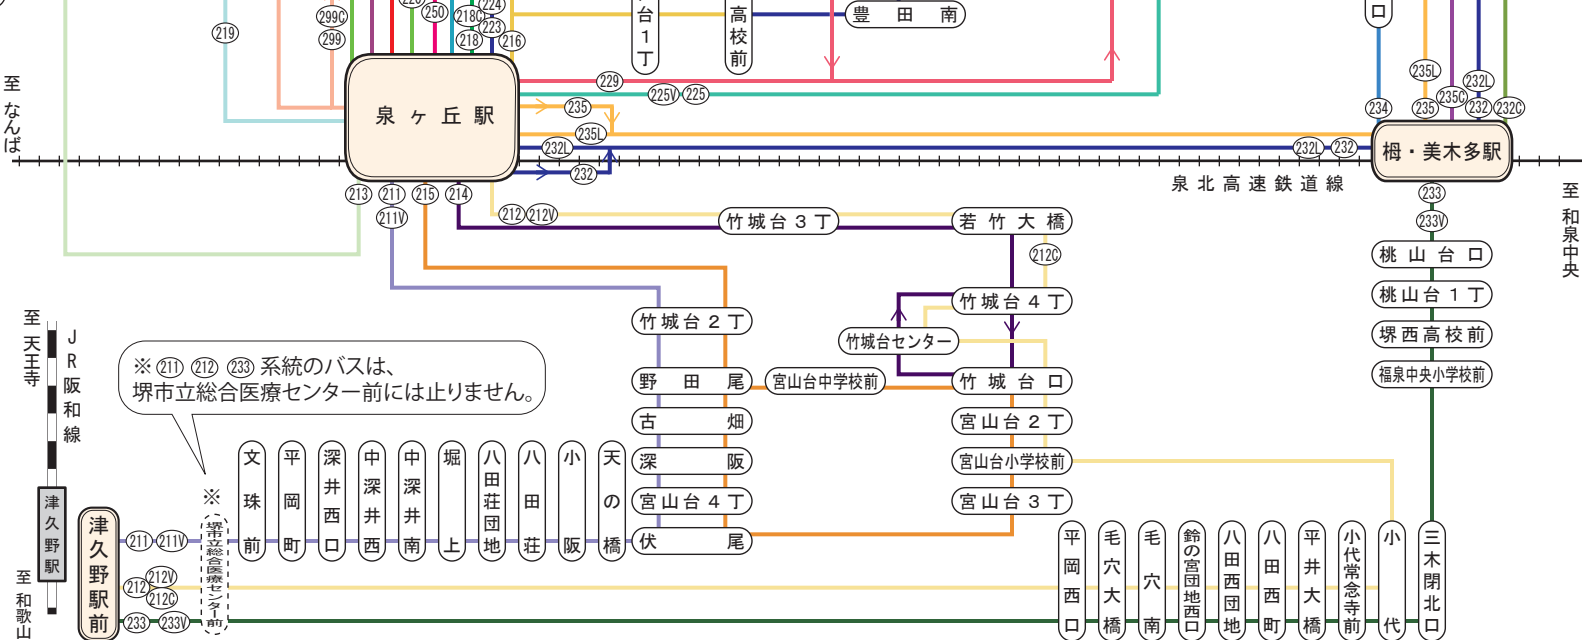 219
299C
299
250
218C
218
224
223
216
台1丁
高校前
豊田南
口
229
225V
225
235
235L
232L
232
泉ヶ丘駅
至なんば
234
235L
235
235C
232L
232
232C
232L
232
栂・美木多駅
泉北高速鉄道線
至和泉中央
213
211
211V
215
214
212
212V
竹城台3丁
若竹大橋
212C
竹城台4丁
竹城台センター
竹城台2丁
野田尾
宮山台中学校前
竹城台口
古畑
宮山台2丁
深阪
宮山台小学校前
宮山台4丁
宮山台3丁
伏尾
233
233V
桃山台口
桃山台1丁
堺西高校前
福泉中央小学校前
至天王寺
JR阪和線
津久野駅
至和歌山
※211 212 233 系統のバスは、
堺市立総合医療センター前には止りません。
津久野駅前
211
211V
212
212V
212C
233
233V
※
堺市立総合医療センター前
文珠前
平岡町
深井西口
中深井西
中深井南
堀上
八田荘団地
八田荘
小阪
天の橋
平岡西口
毛穴大橋
毛穴南
鈴の宮団地西口
八田西団地
八田西町
平井大橋
小代常念寺前
小代
三木閉北口